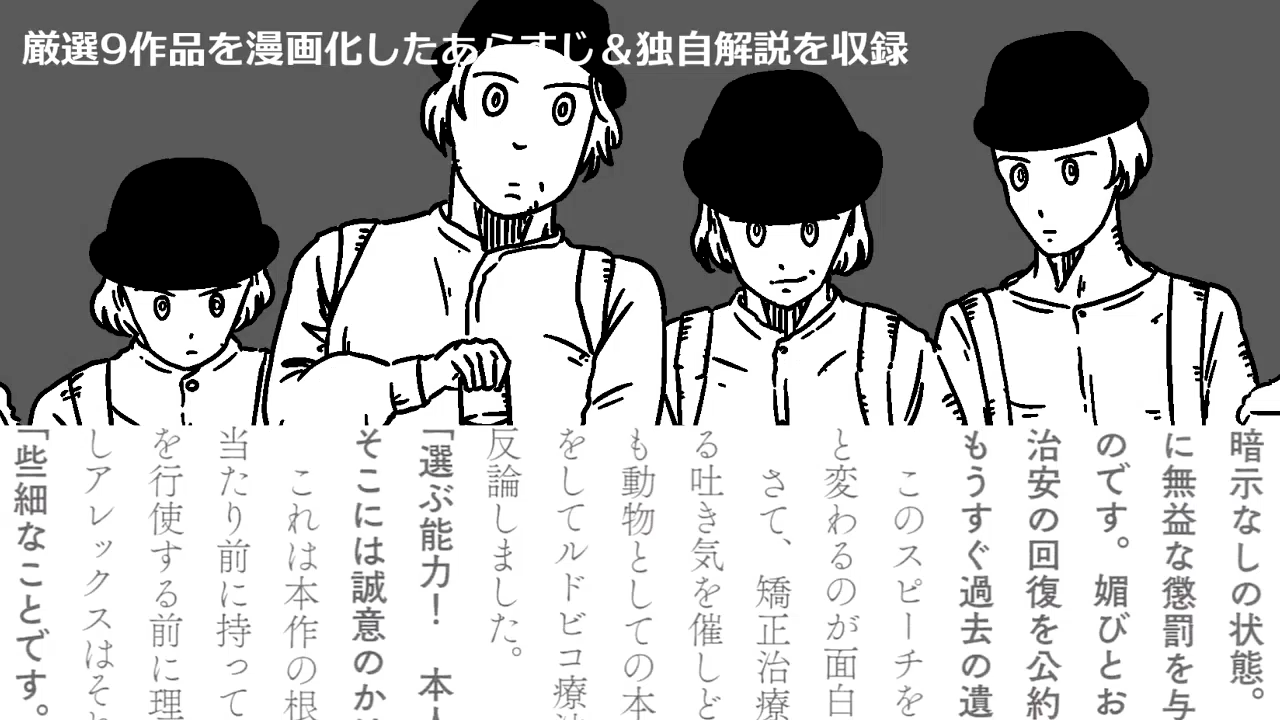 厳選9作品を漫画化したあらすじ＆独自解説を収録
暗示なしの状態。
に無益な懲罰を与
のです。媚びとお
治安の回復を公約
もうすぐ過去の遺
このスピーチを
と変わるのが面白
さて、矯正治療
る吐き気を催しど
も動物としての本
をしてルドビコ療法
反論しました。
「選ぶ能力！　本人
そこには誠意のか
これは本作の根
当たり前に持って
を行使する前に理
しアレックスはそ
「些細なことです。